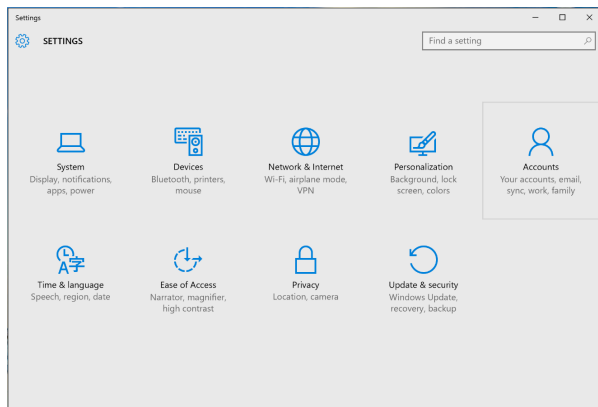 Settings
SETTINGS
Find a setting
System
Display, notifications,
apps, power
Devices
Bluetooth, printers,
mouse
Network & Internet
Wi-Fi, airplane mode,
VPN
Personalization
Background, lock
screen, colors
Accounts
Your accounts, email,
sync, work, family
A字
Time & language
Speech, region, date
Ease of Access
Narrator, magnifier,
high contrast
Privacy
Location, camera
Update & security
Windows Update,
recovery, backup